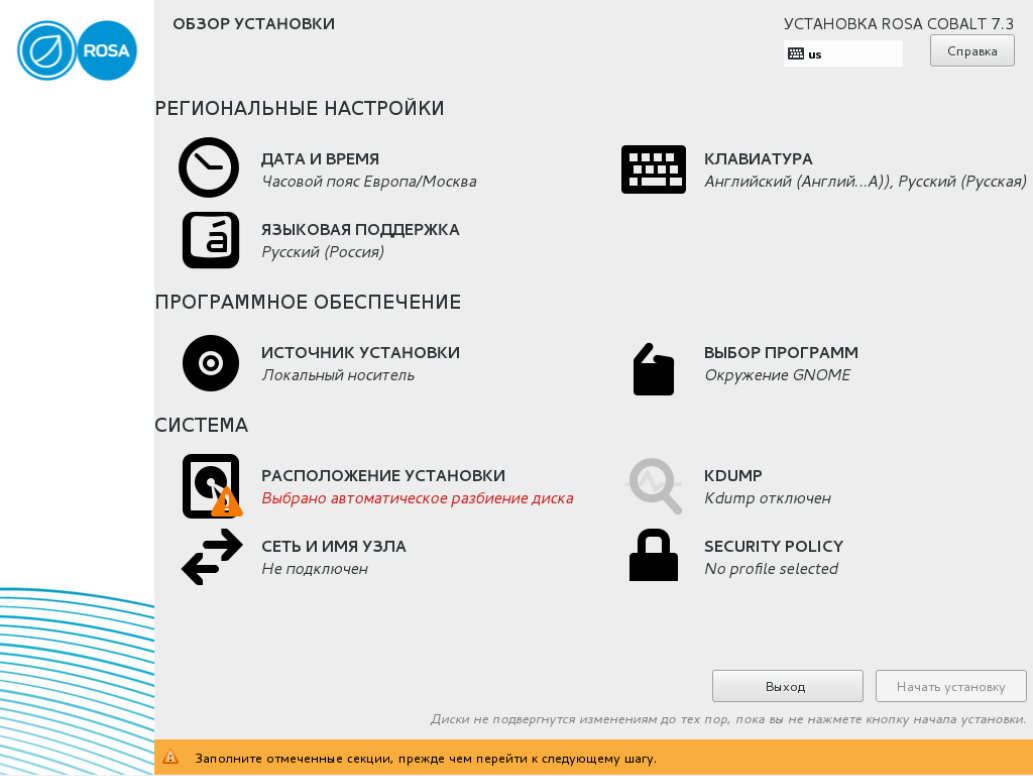 ROSA
ОБЗОР УСТАНОВКИ
УСТАНОВКА ROSA COBALT 7.3
us
Справка
РЕГИОНАЛЬНЫЕ НАСТРОЙКИ
ДАТА И ВРЕМЯ
Часовой пояс Европа/Москва
КЛАВИАТУРА
Английский (Англий...А)), Русский (Русская)
á
ЯЗЫКОВАЯ ПОДДЕРЖКА
Русский (Россия)
ПРОГРАММНОЕ ОБЕСПЕЧЕНИЕ
ИСТОЧНИК УСТАНОВКИ
Локальный носитель
ВЫБОР ПРОГРАММ
Окружение GNOME
СИСТЕМА
РАСПОЛОЖЕНИЕ УСТАНОВКИ
Выбрано автоматическое разбиение диска
KDUMP
Kdump отключен
СЕТЬ И ИМЯ УЗЛА
Не подключен
SECURITY POLICY
No profile selected
Выход
Начать установку
Диски не подвергнутся изменениям до тех пор, пока вы не нажмете кнопку начала установки.
Заполните отмеченные секции, прежде чем перейти к следующему шагу.